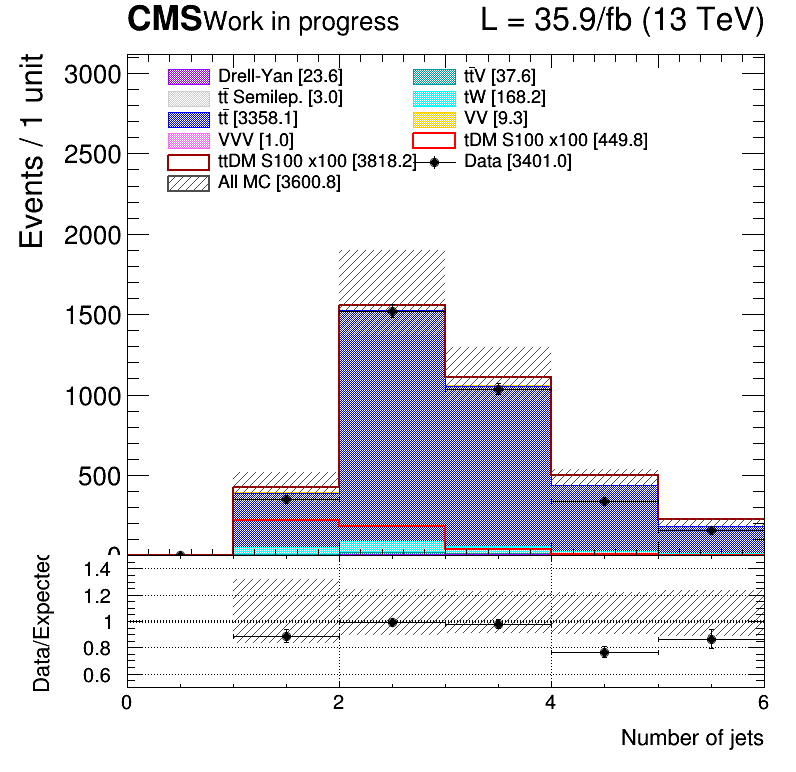 CMS Work in progress L = 35.9/fb (13 TeV)
Events / 1 unit
3000
2500
2000
1500
1000
500
0
Drell-Yan [23.6] tt̄V [37.6]
tt̄ Semilep. [3.0] tW [168.2]
tt̄ [3358.1] VV [9.3]
VVV [1.0] tDM S100 x100 [449.8]
ttDM S100 x100 [3818.2] Data [3401.0]
All MC [3600.8]
Data/Expected
1.4
1.2
1
0.8
0.6
0 2 4 6
Number of jets